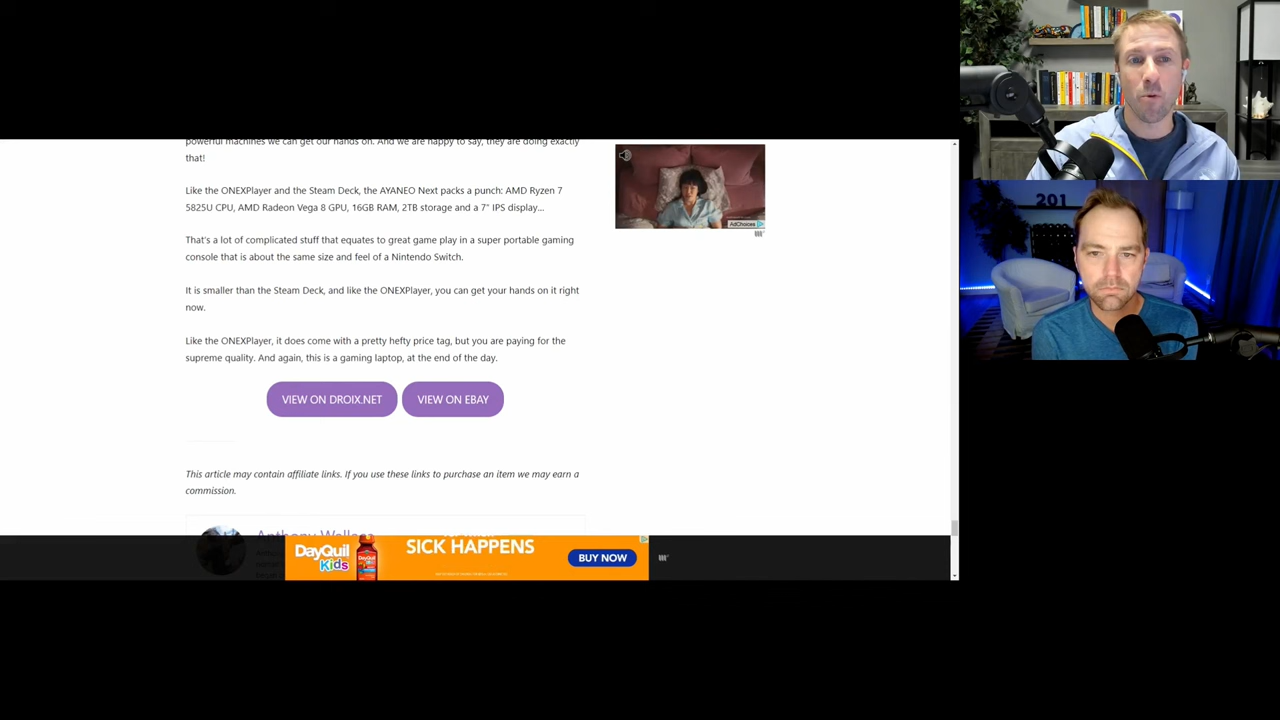 powerful machines we can get our hands on. And we are happy to say, they are doing exactly
that!
Like the ONEXPlayer and the Steam Deck, the AYANEO Next packs a punch: AMD Ryzen 7
5825U CPU, AMD Radeon Vega 8 GPU, 16GB RAM, 2TB storage and a 7" IPS display...
That's a lot of complicated stuff that equates to great game play in a super portable gaming
console that is about the same size and feel of a Nintendo Switch.
It is smaller than the Steam Deck, and like the ONEXPlayer, you can get your hands on it right
now.
Like the ONEXPlayer, it does come with a pretty hefty price tag, but you are paying for the
supreme quality. And again, this is a gaming laptop, at the end of the day.
VIEW ON DROIX.NET VIEW ON EBAY
This article may contain affiliate links. If you use these links to purchase an item we may earn a
commission.
Anthony
DayQuil
Kids
SICK HAPPENS
BUY NOW
AdChoices
201